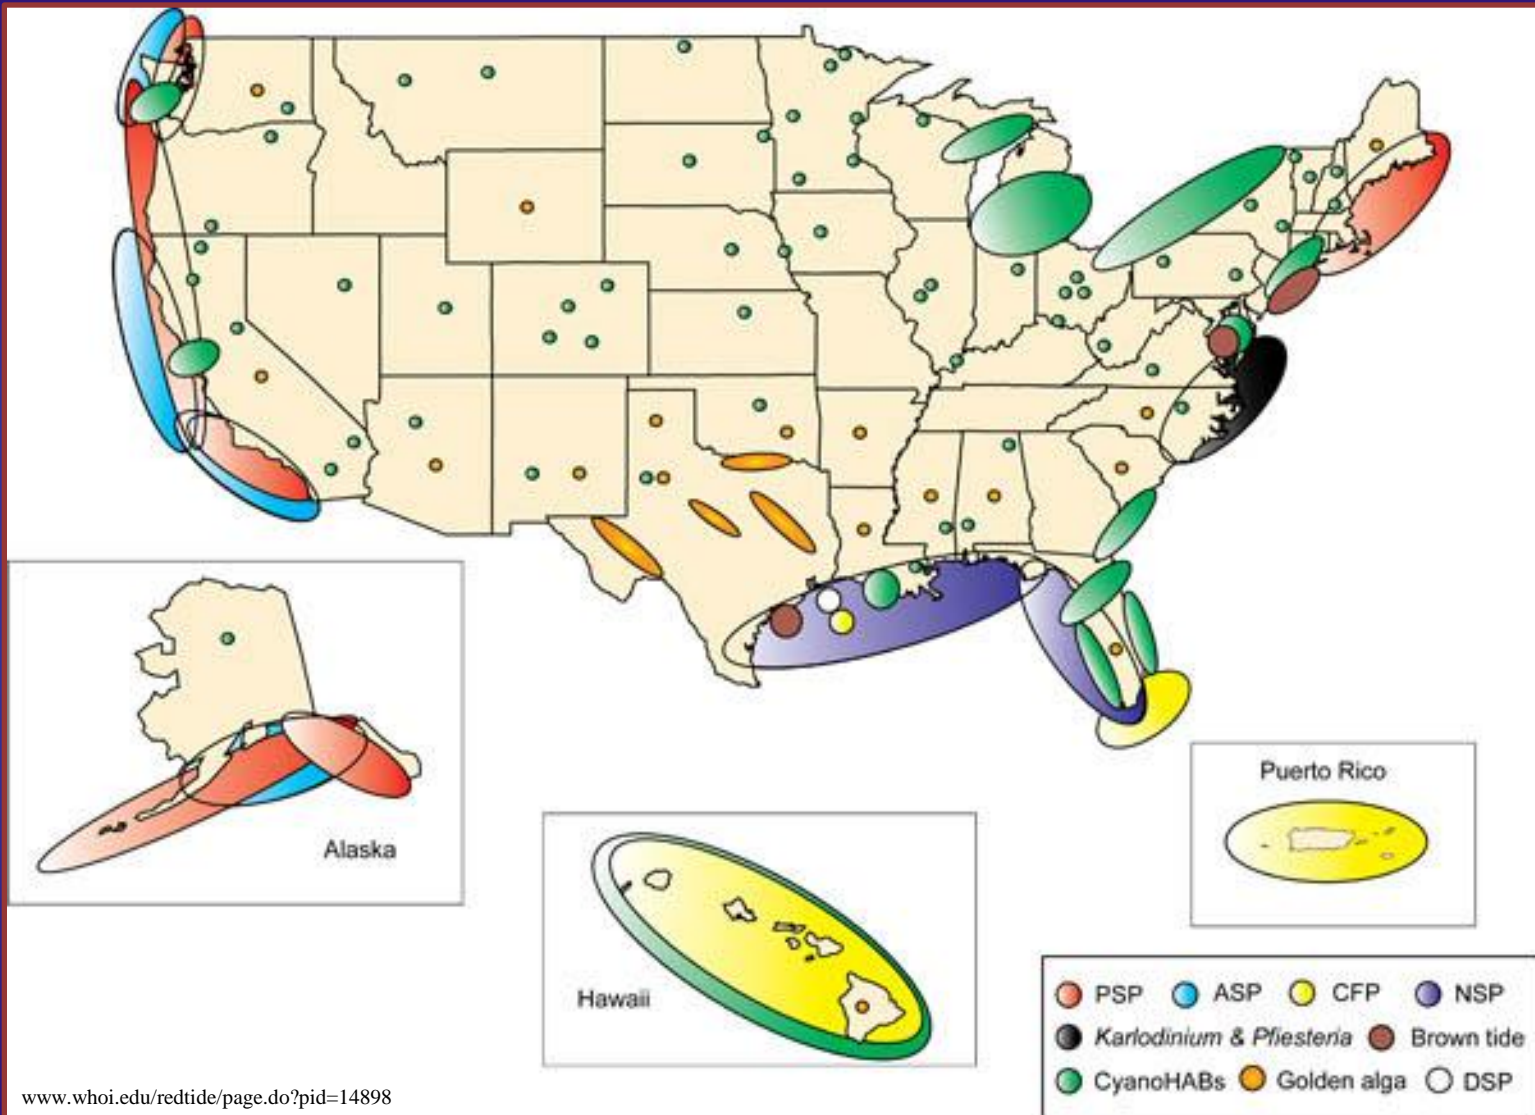 Alaska
Hawaii
Puerto Rico
PSP ASP CFP NSP
Karlodinium & Pfiesteria Brown tide
CyanoHABs Golden alga DSP
www.whoi.edu/redtide/page.do?pid=14898